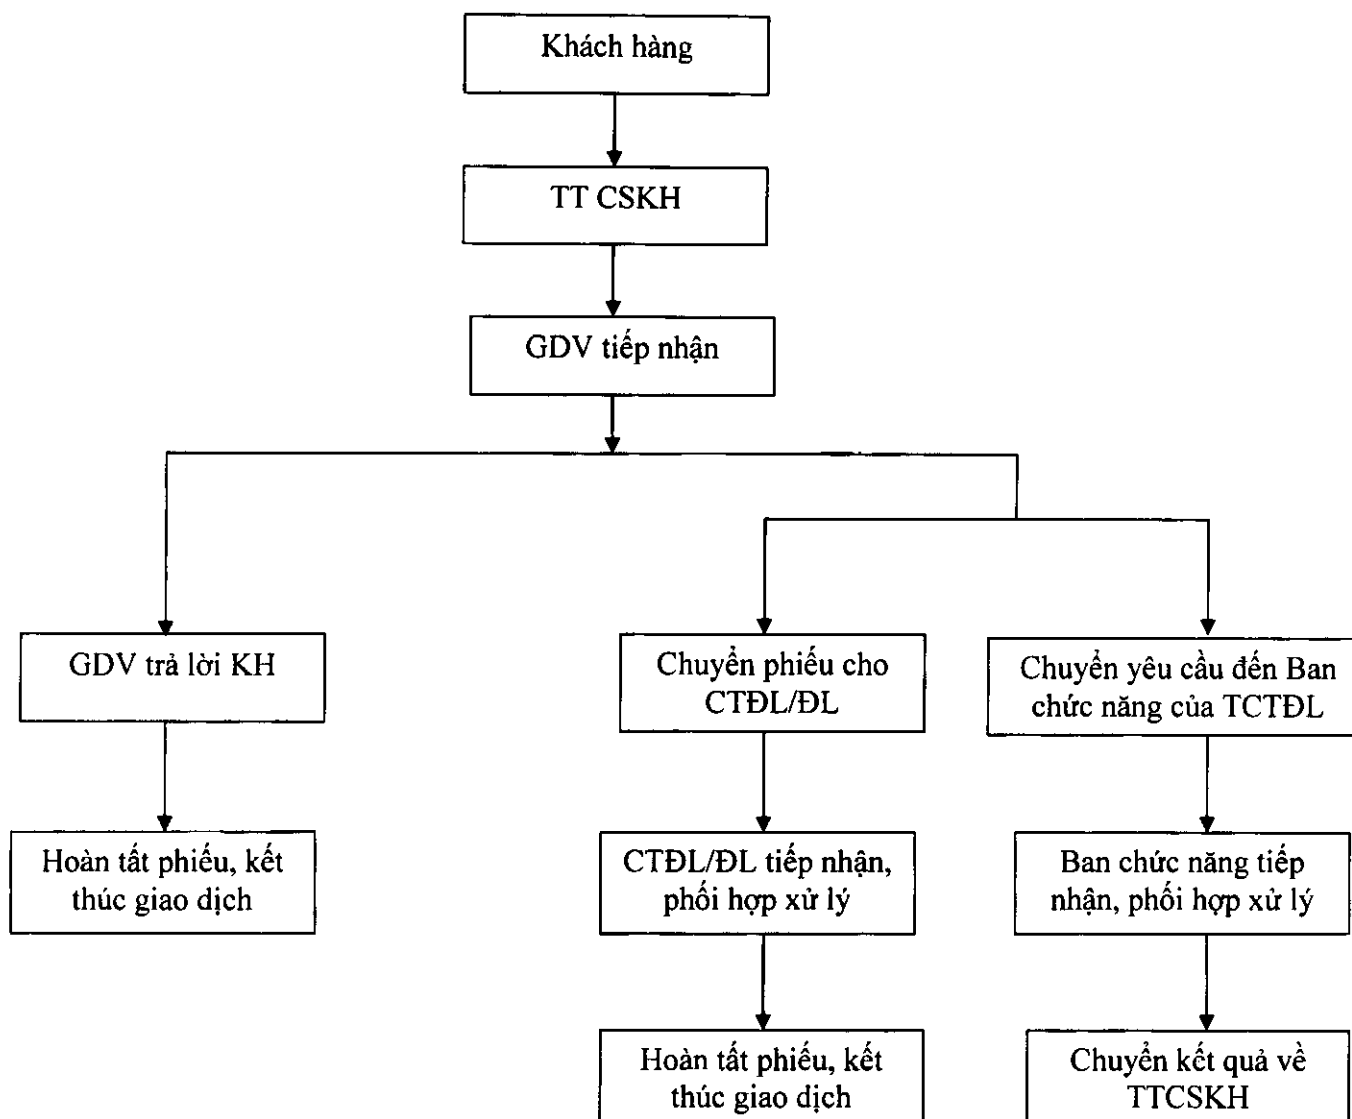 Khách hàng
TT CSKH
GDV tiếp nhận
GDV trả lời KH
Chuyển phiếu cho
CTĐL/ĐL
Chuyển yêu cầu đến Ban
chức năng của TCTĐL
Hoàn tất phiếu, kết
thúc giao dịch
CTĐL/ĐL tiếp nhận,
phối hợp xử lý
Ban chức năng tiếp
nhận, phối hợp xử lý
Hoàn tất phiếu, kết
thúc giao dịch
Chuyển kết quả về
TTCSKH